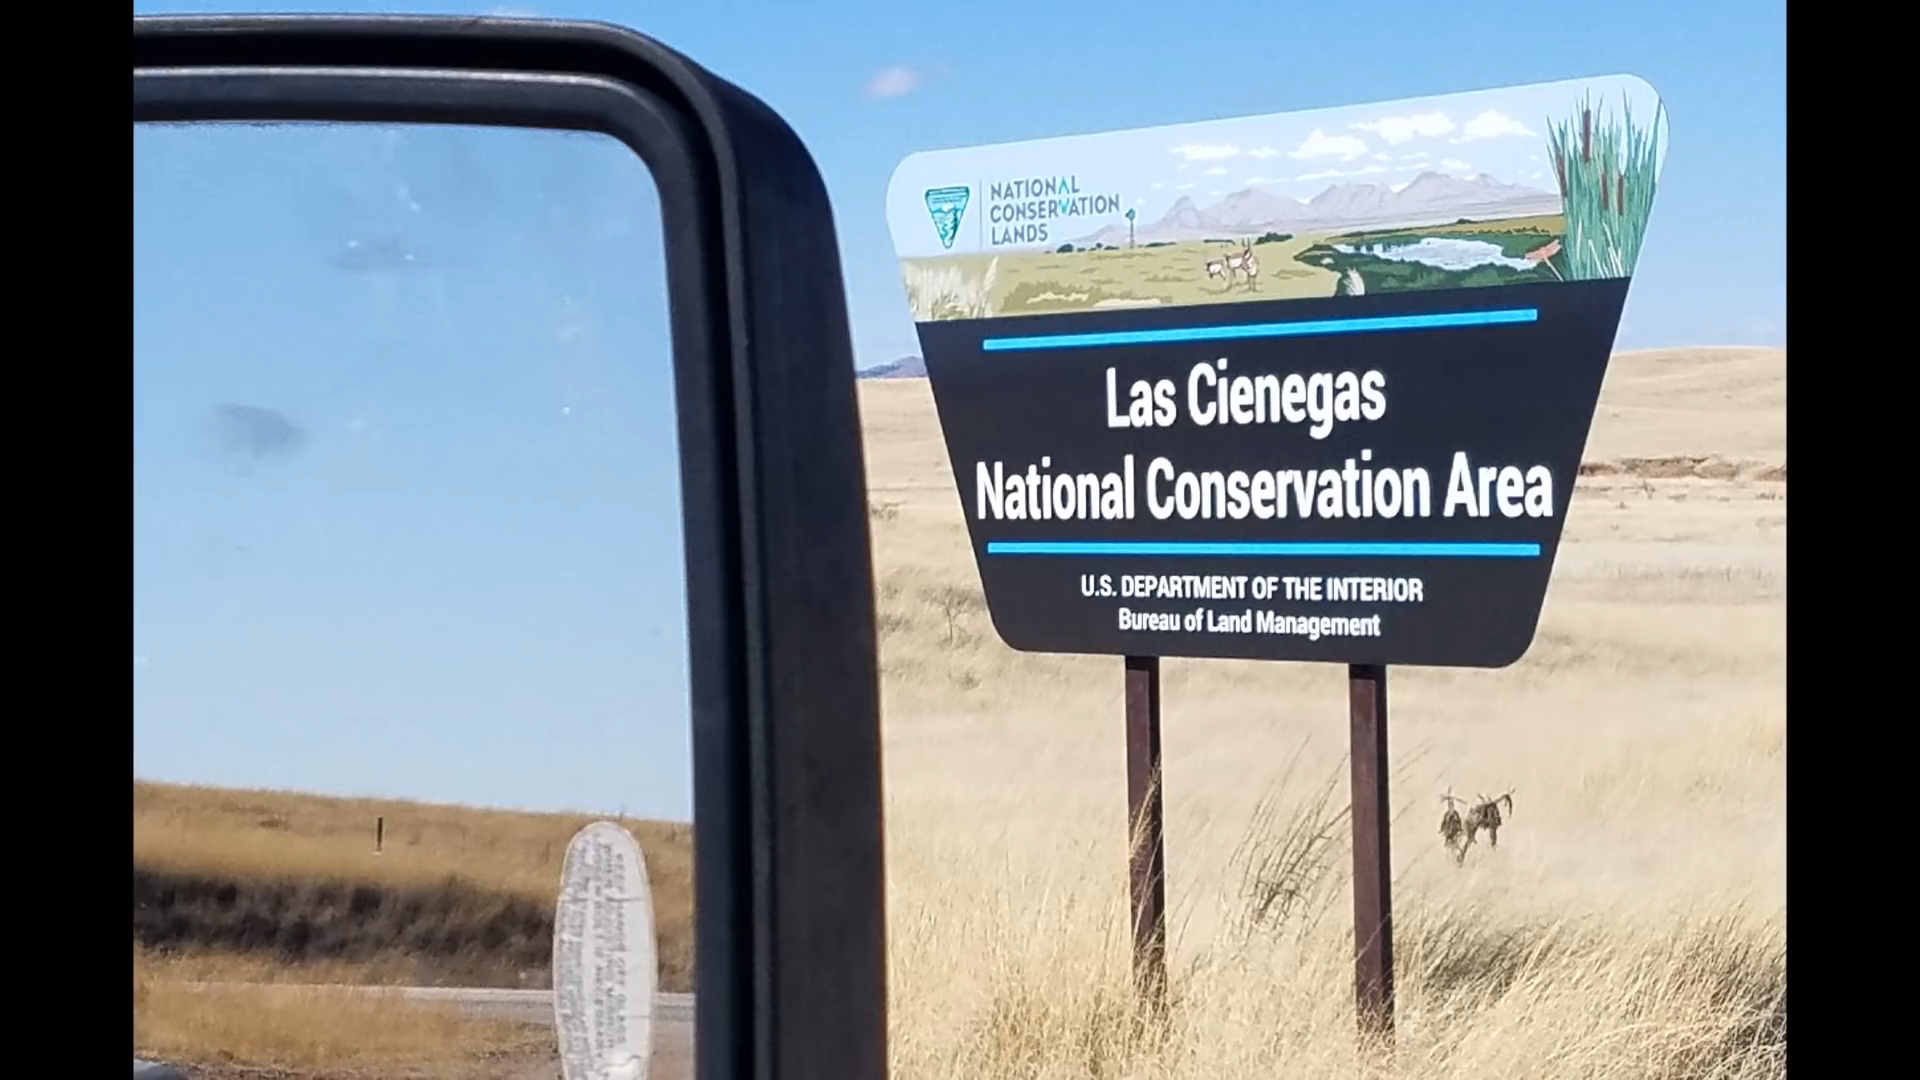 NATIONAL
CONSERVATION
LANDS
Las Cienegas
National Conservation Area
U.S. DEPARTMENT OF THE INTERIOR
Bureau of Land Management